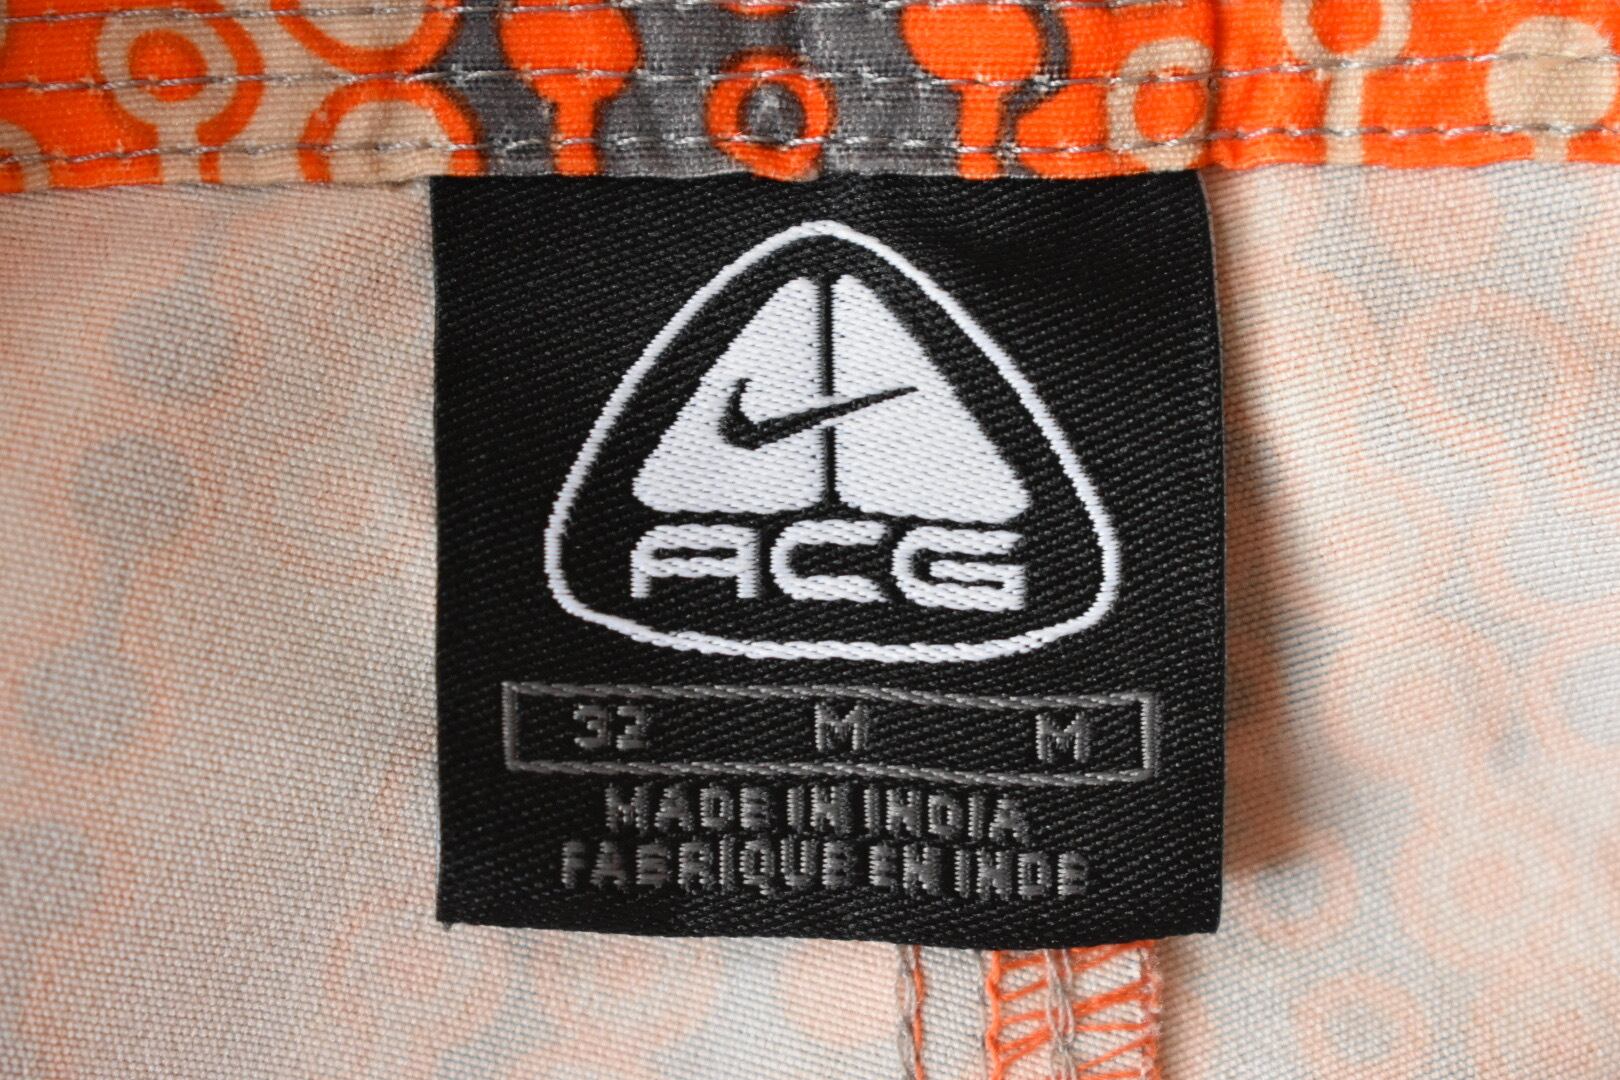 ACG
32 M M
MADE IN INDIA
FABRIQUE EN INDE